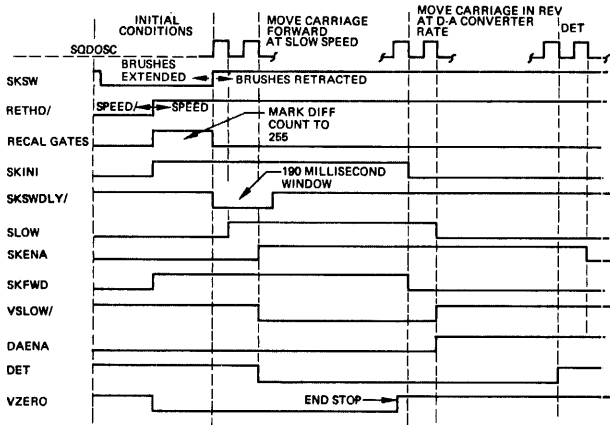 INITIAL
CONDITIONS
MOVE CARRIAGE
FORWARD
AT SLOW SPEED
MOVE CARRIAGE IN REV
AT D-A CONVERTER
RATE
DET
SQDOSC
BRUSHES
EXTENDED
BRUSHES RETRACTED
SKSW
RETHD/
SPEED/
SPEED
MARK DIFF
COUNT TO
255
RECAL GATES
SKINI
190 MILLISECOND
WINDOW
SKSWDLY/
SLOW
SKENA
SKFWD
VSLOW/
DAENA
DET
END STOP
VZERO